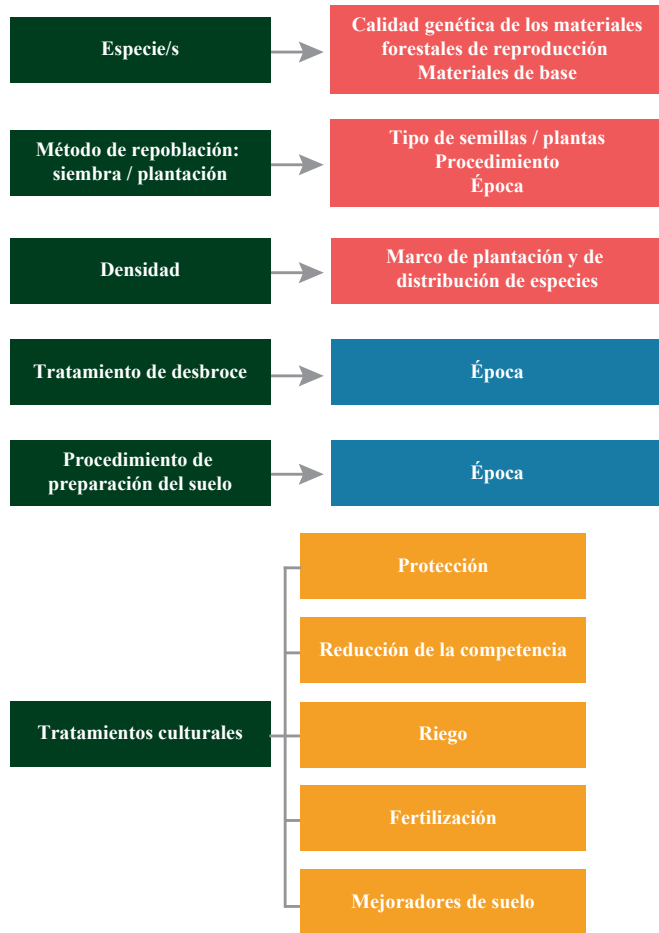 Especie/s
Calidad genética de los materiales
forestales de reproducción
Materiales de base
Método de repoblación:
siembra / plantación
Tipo de semillas / plantas
Procedimiento
Época
Densidad
Marco de plantación y de
distribución de especies
Tratamiento de desbroce
Época
Procedimiento de
preparación del suelo
Época
Tratamientos culturales
Protección
Reducción de la competencia
Riego
Fertilización
Mejoradores de suelo